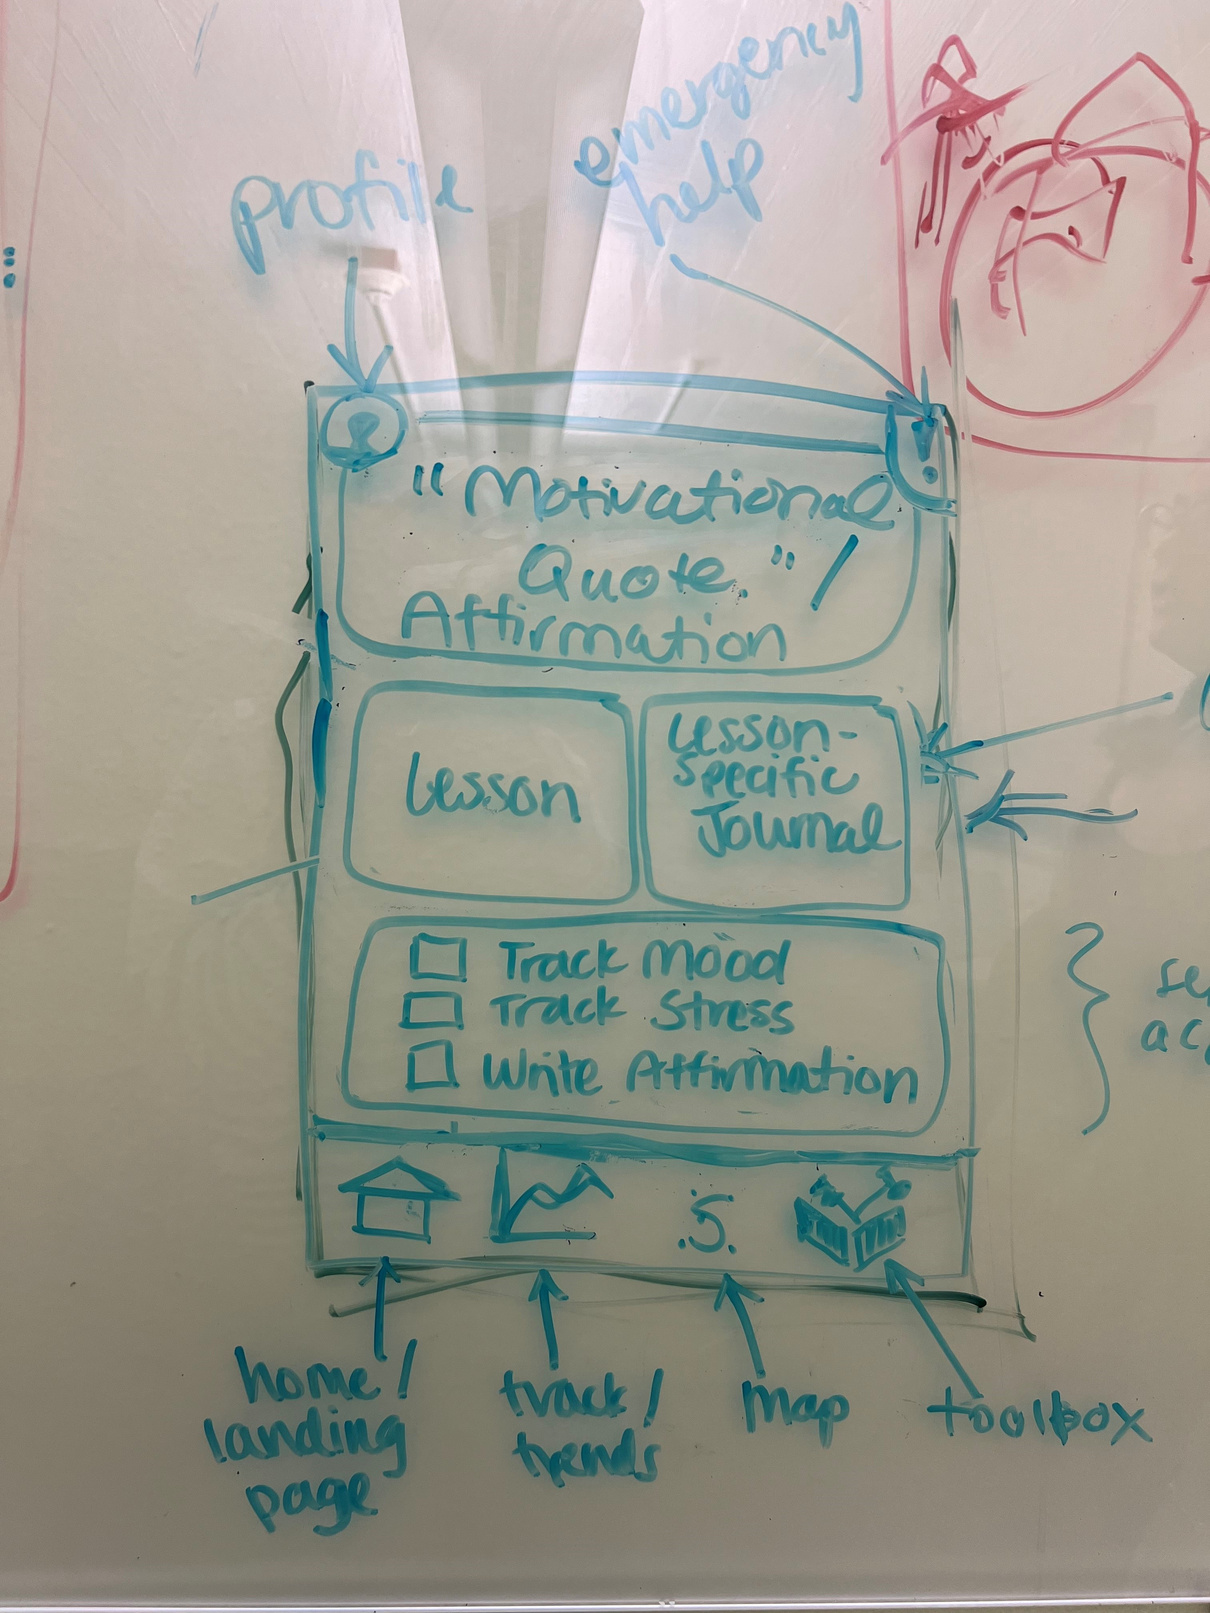 profile
emergency
help
"Motivational
Quote." /
Affirmation
Lesson
Lesson-
Specific
Journal
Track Mood
Track Stress
Write Affirmation
home /
landing
page
track /
trends
map
toolbox